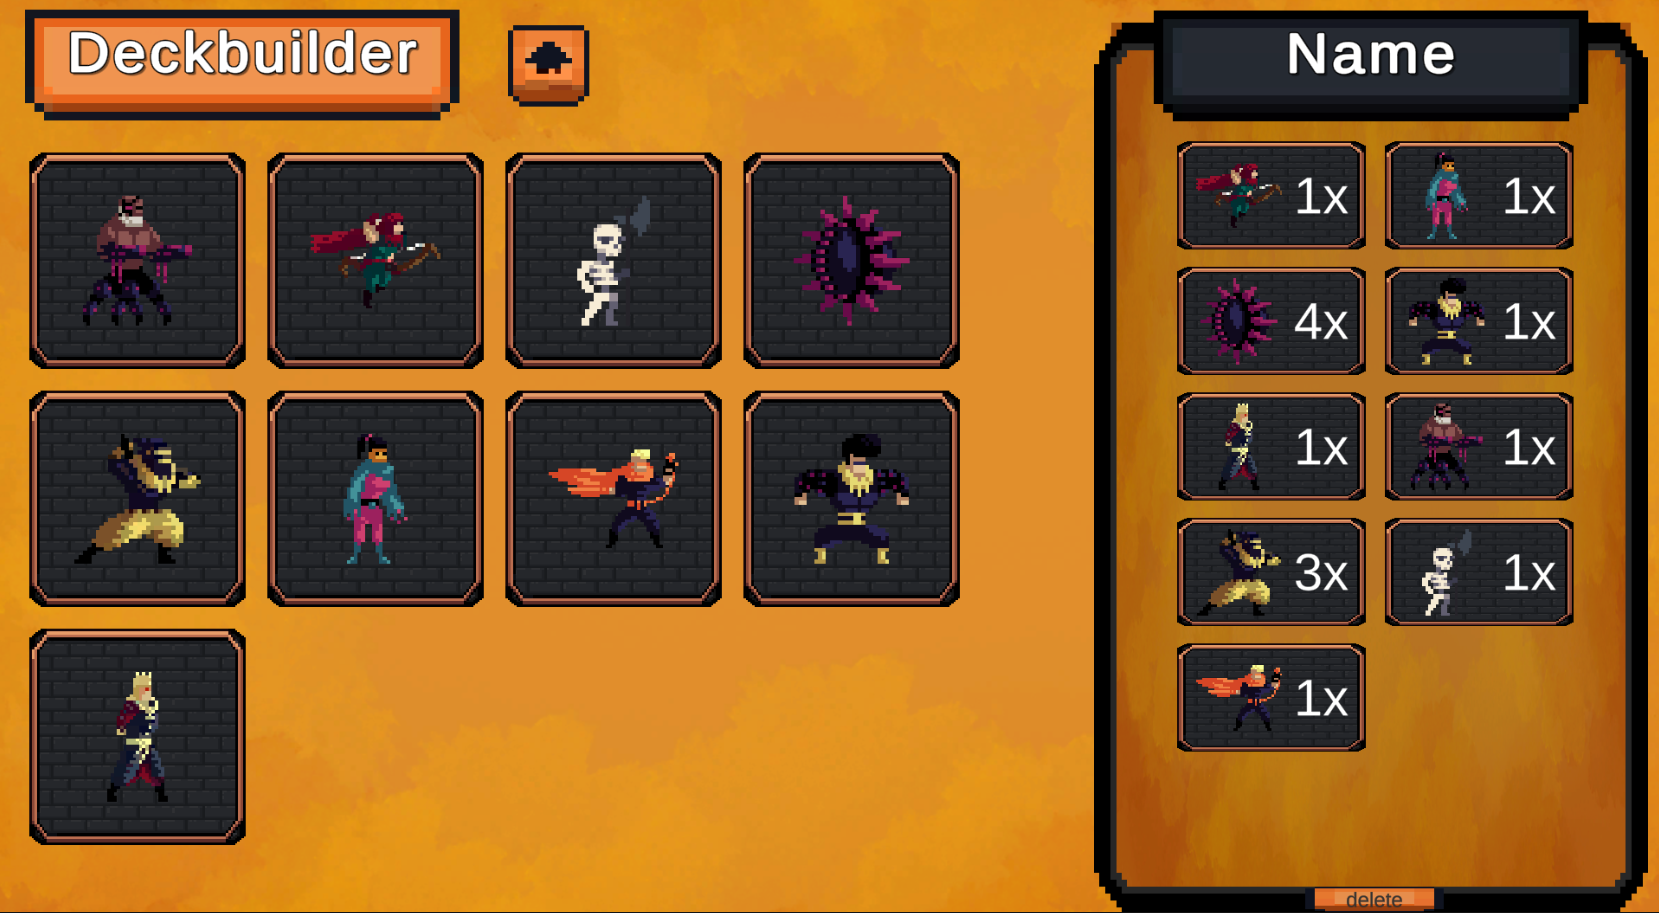 Deckbuilder
Name
1x 1x
4x 1x
1x 1x
3x 1x
1x
delete